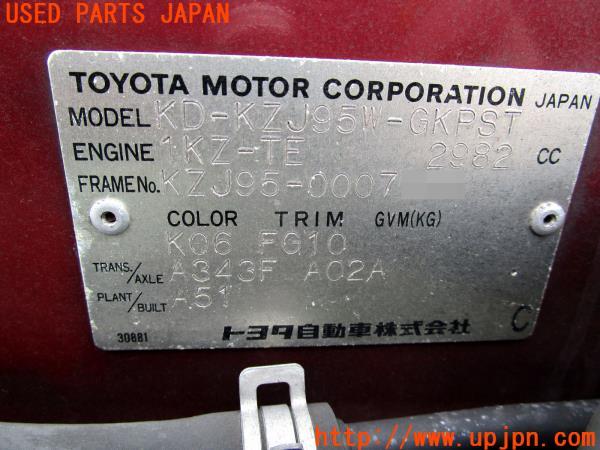 USED PARTS JAPAN
TOYOTA MOTOR CORPORATION JAPAN
MODEL KD-KZJ95W-GKPST
ENGINE 1KZ-TE 2982 CC
FRAME No. KZJ95-0007
COLOR TRIM GVM(KG)
K06 FG10
TRANS./AXLE A343F A02A
PLANT/BUILT A51
30881 トヨタ自動車株式会社 C
http://www.upjpn.com/